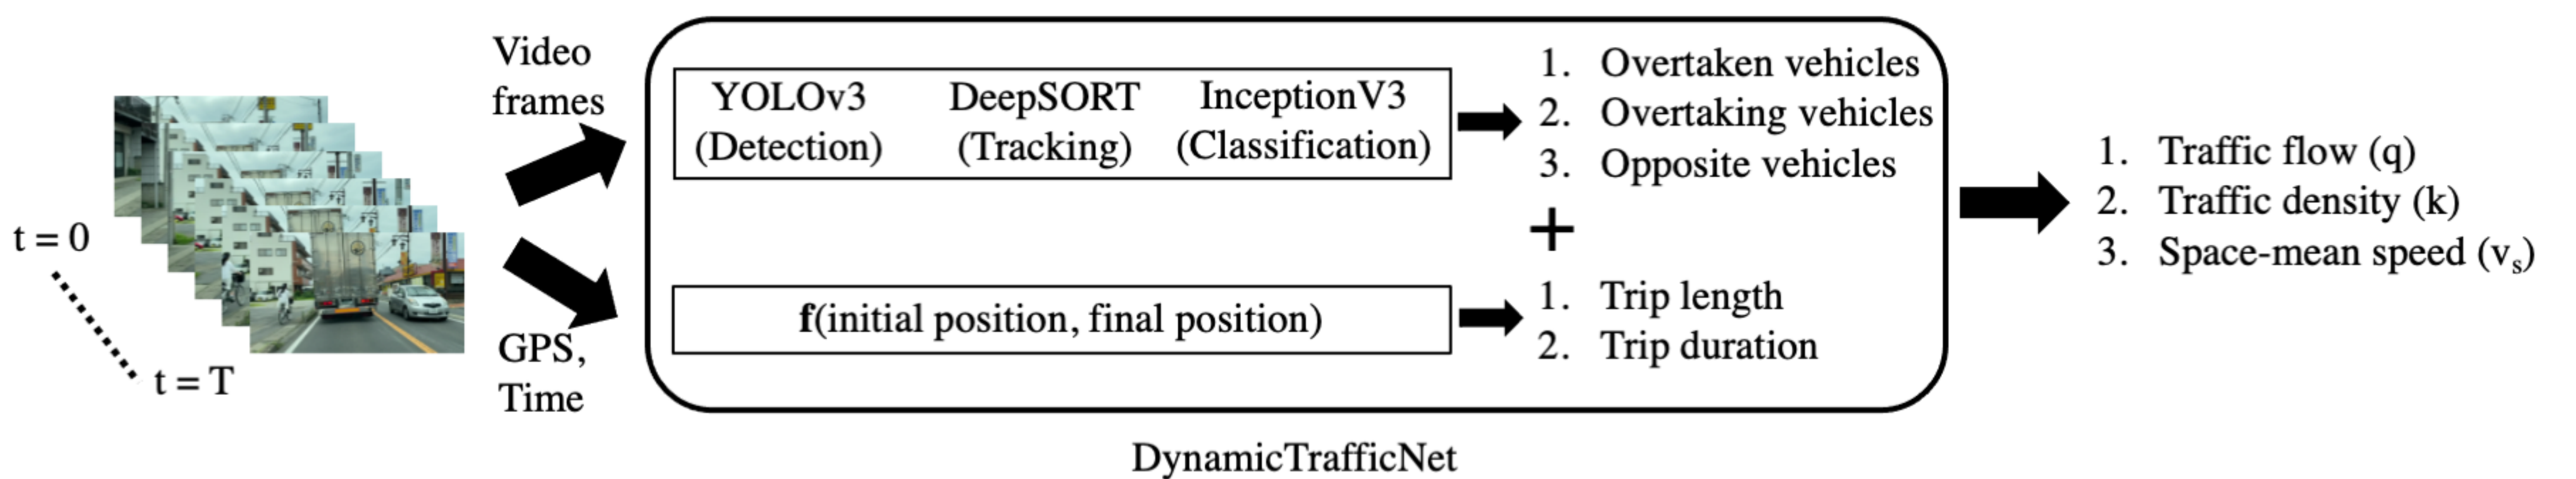 t = 0
t = T
Video
frames
GPS,
Time
YOLOv3 DeepSORT InceptionV3
(Detection) (Tracking) (Classification)
1. Overtaken vehicles
2. Overtaking vehicles
3. Opposite vehicles
+
f(initial position, final position)
1. Trip length
2. Trip duration
DynamicTrafficNet
1. Traffic flow (q)
2. Traffic density (k)
3. Space-mean speed (vs)